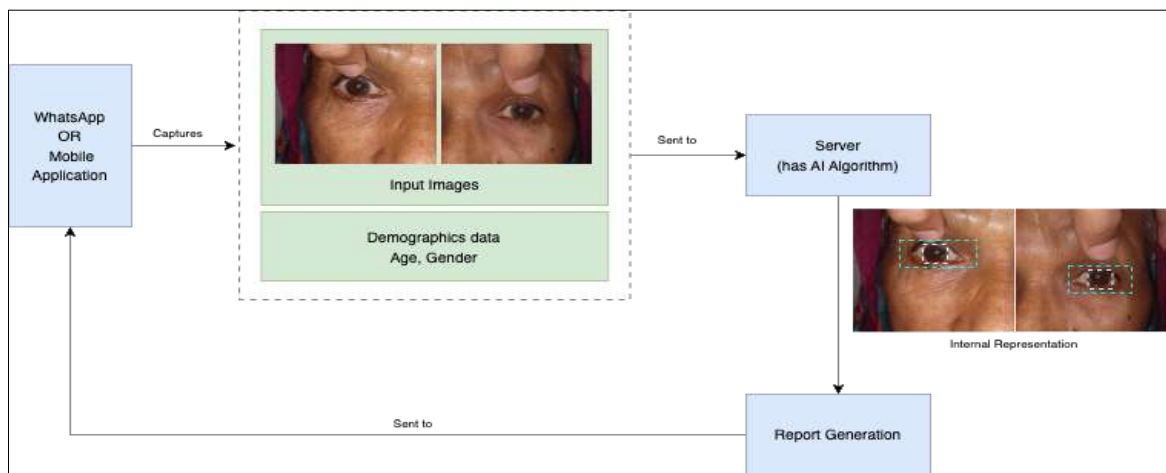 WhatsApp
OR
Mobile
Application
Captures
Input Images
Demographics data
Age, Gender
Sent to
Server
(has AI Algorithm)
Internal Representation
Report Generation
Sent to